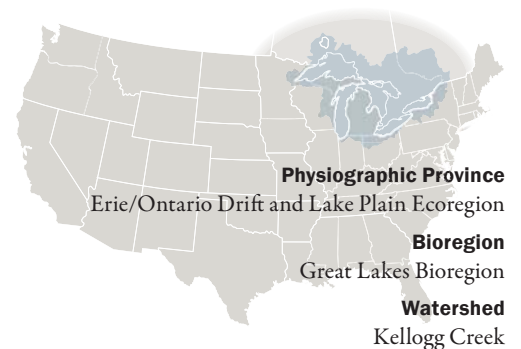 Physiographic Province
Erie/Ontario Drift and Lake Plain Ecoregion
Bioregion
Great Lakes Bioregion
Watershed
Kellogg Creek